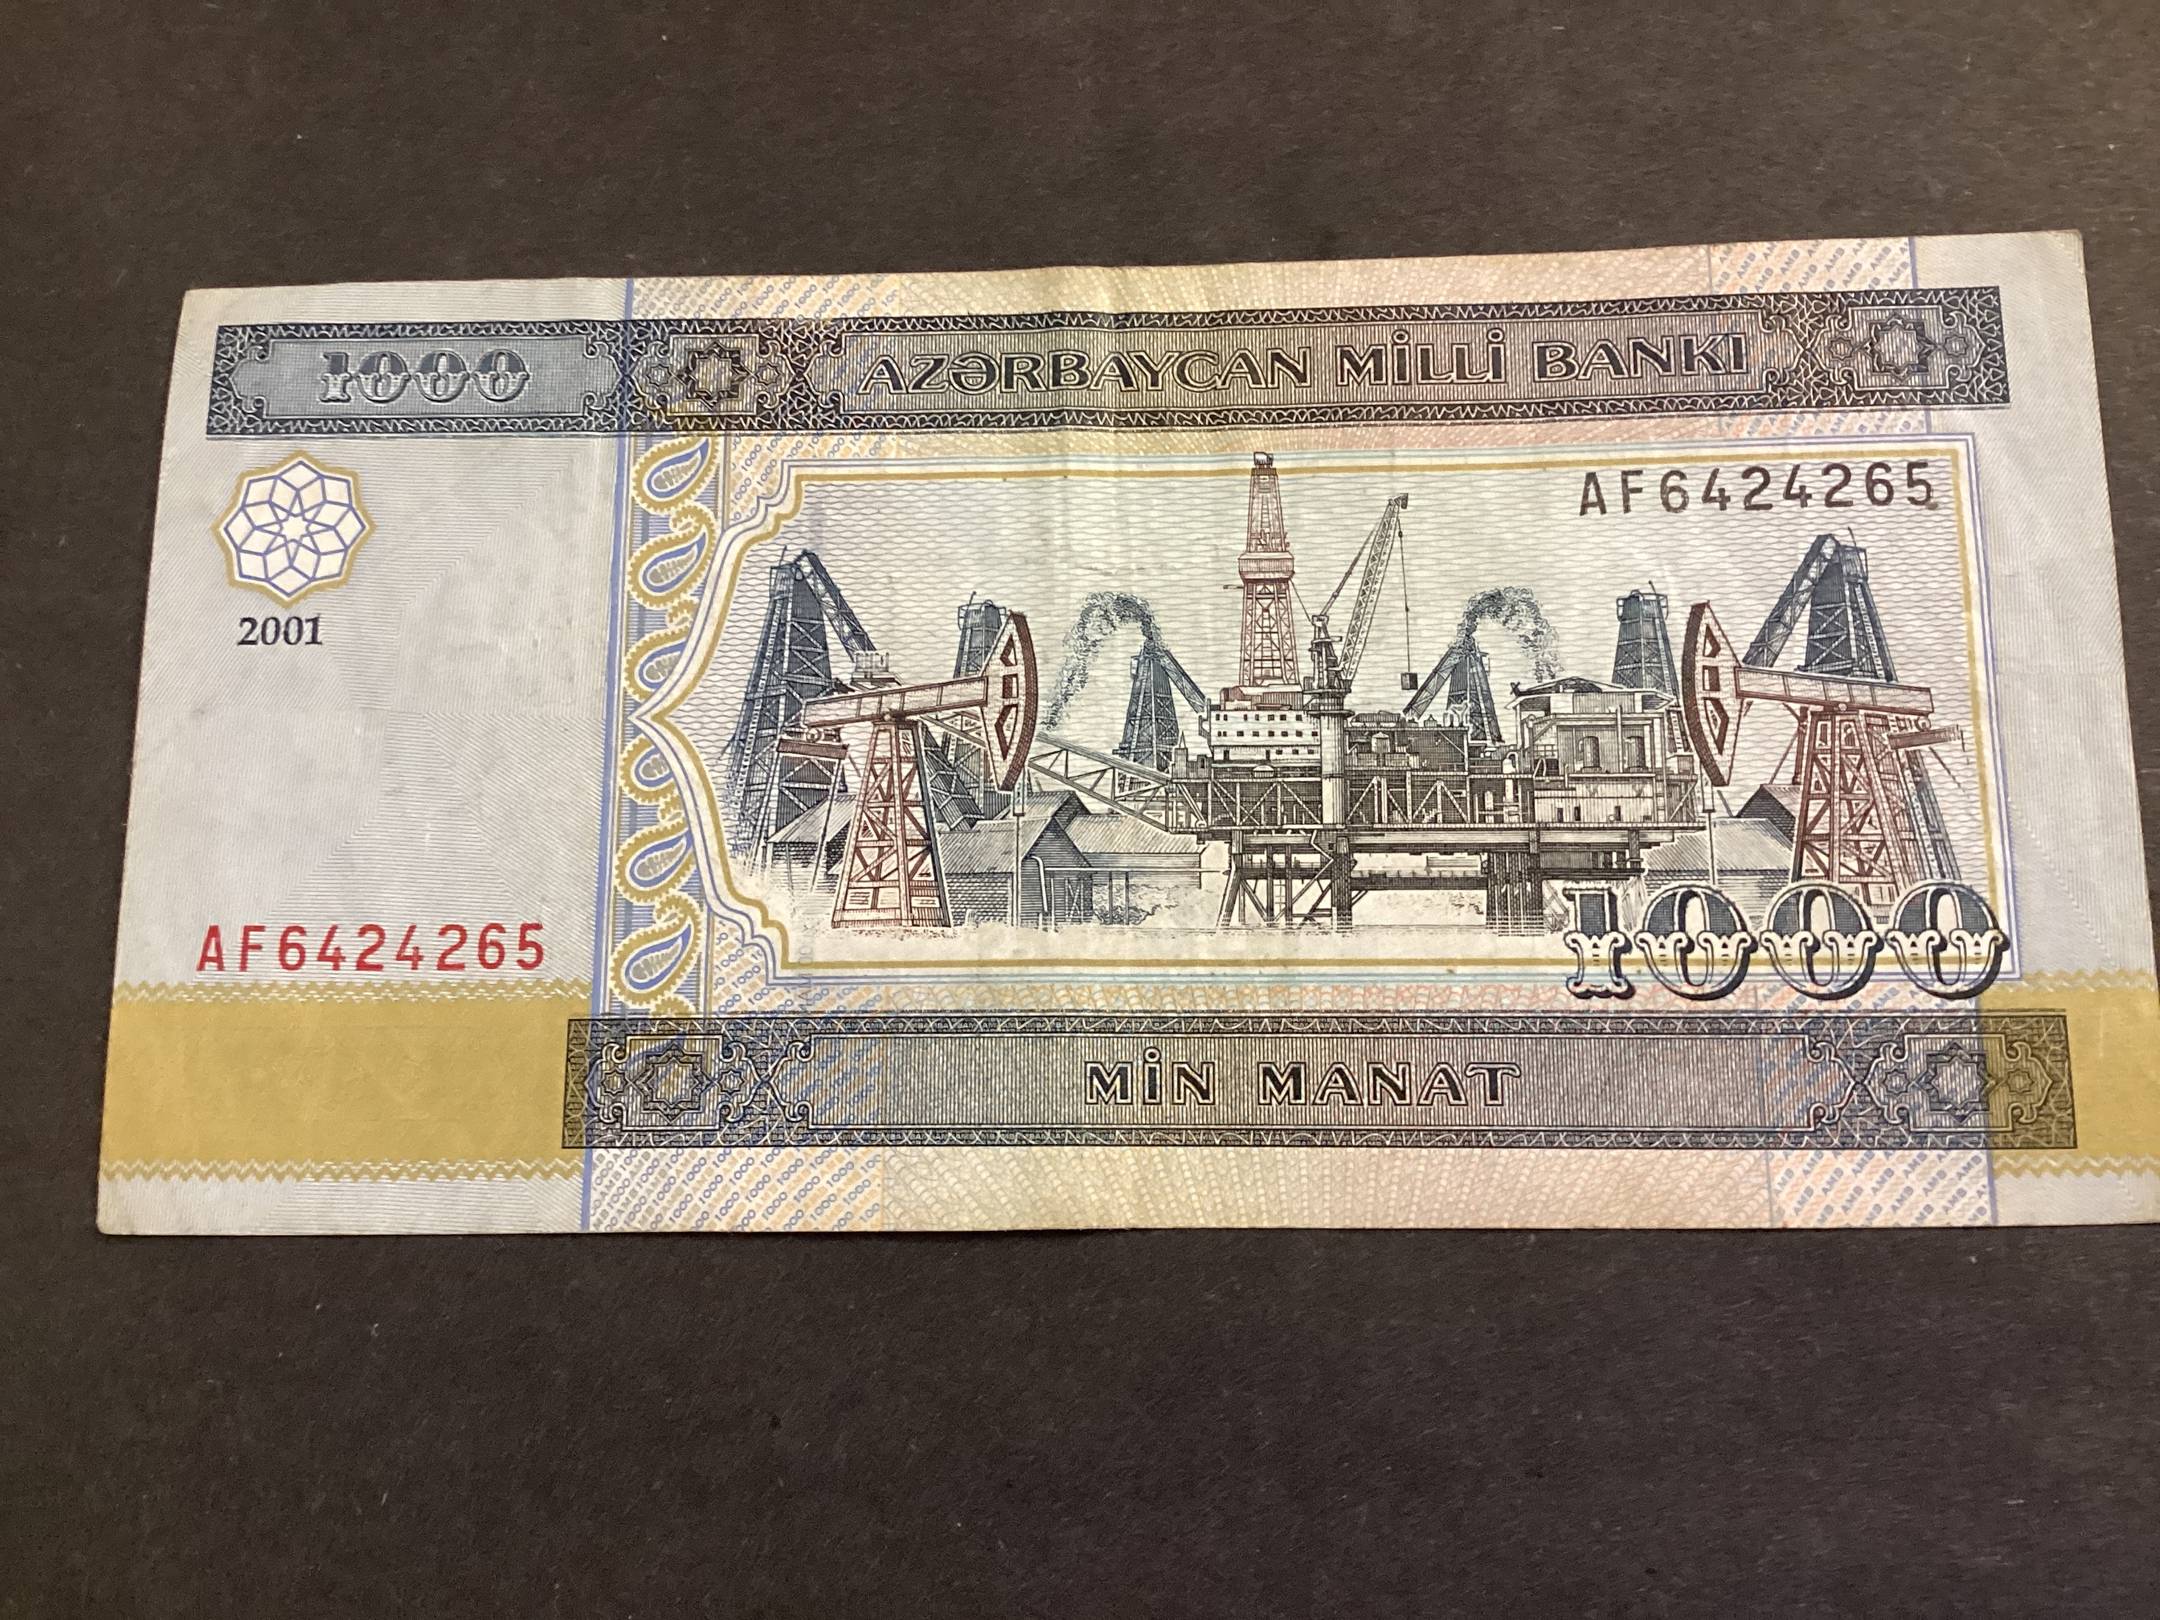 1000
AZƏRBAYCAN MİLLİ BANKI
AF6424265
2001
AF6424265
1000
MİN MANAT